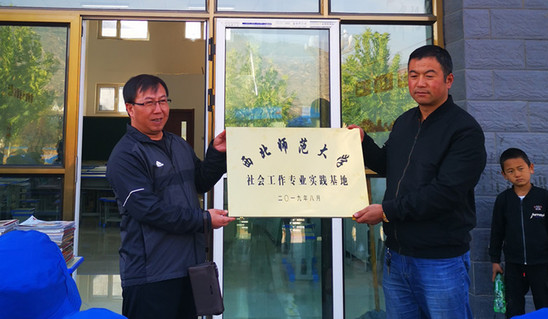 西北师范大学
社会工作专业实践基地
二〇一九年八月